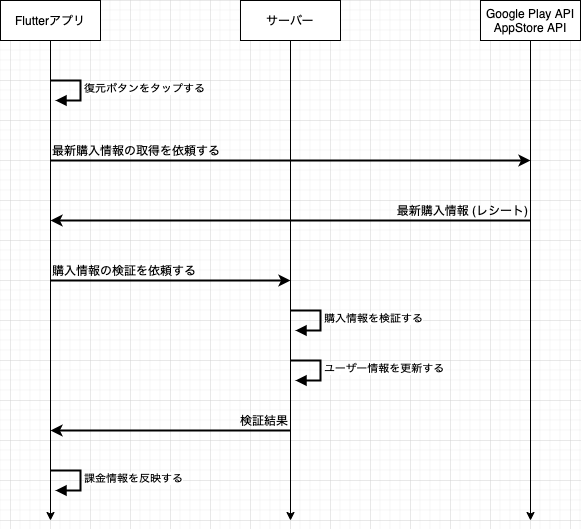 Flutterアプリ
サーバー
Google Play API
AppStore API
復元ボタンをタップする
最新購入情報の取得を依頼する
最新購入情報 (レシート)
購入情報の検証を依頼する
購入情報を検証する
ユーザー情報を更新する
検証結果
課金情報を反映する